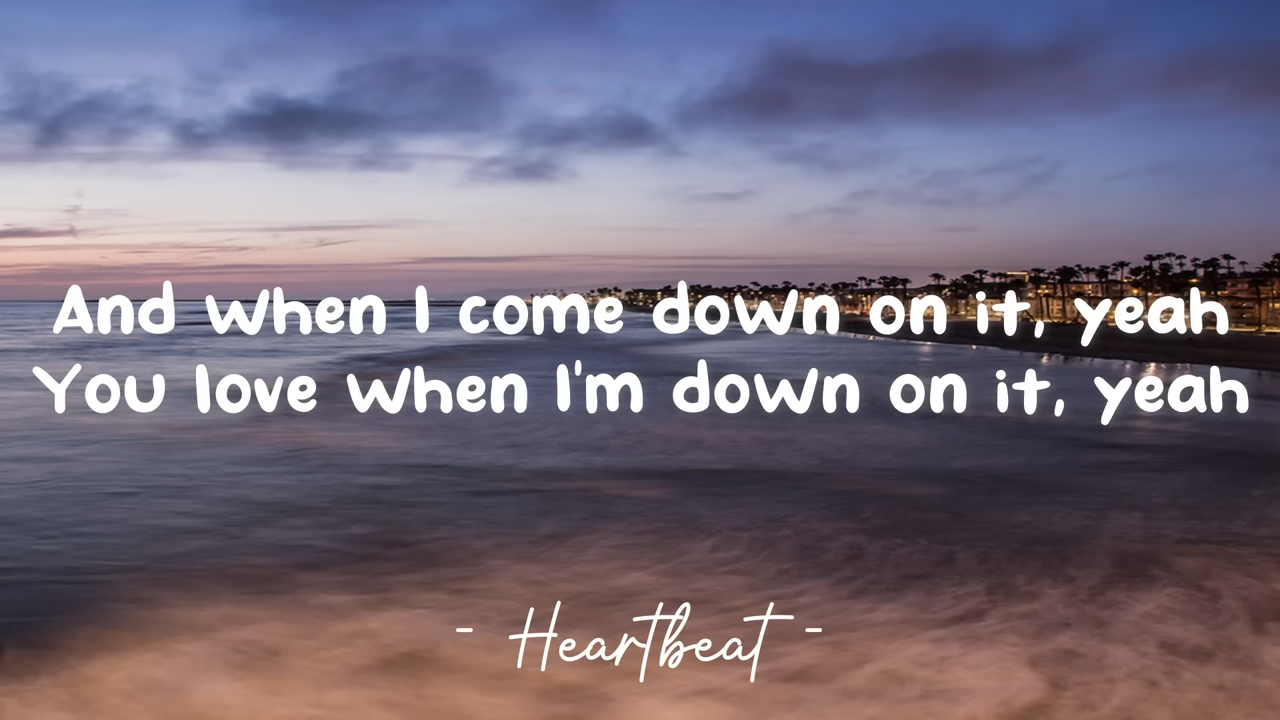 And when I come down on it, yeah
You love when I'm down on it, yeah
- Heartbeat -